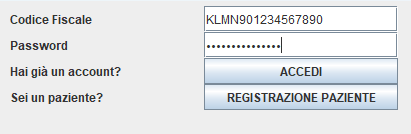 Codice Fiscale KLMN901234567890
Password •••••••••••••••
Hai già un account? ACCEDI
Sei un paziente? REGISTRAZIONE PAZIENTE